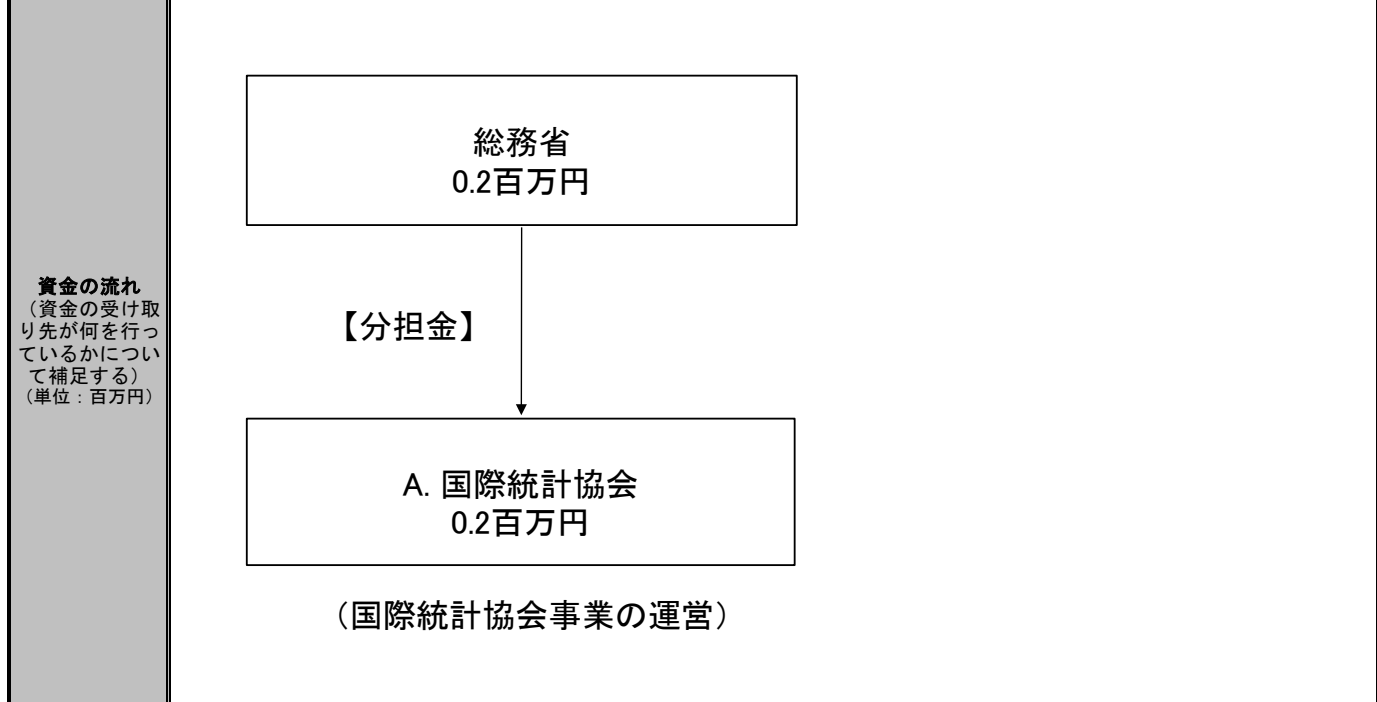 資金の流れ
（資金の受け取
り先が何を行っ
ているかについ
て補足する）
（単位：百万円）
総務省
0.2百万円
【分担金】
A. 国際統計協会
0.2百万円
（国際統計協会事業の運営）